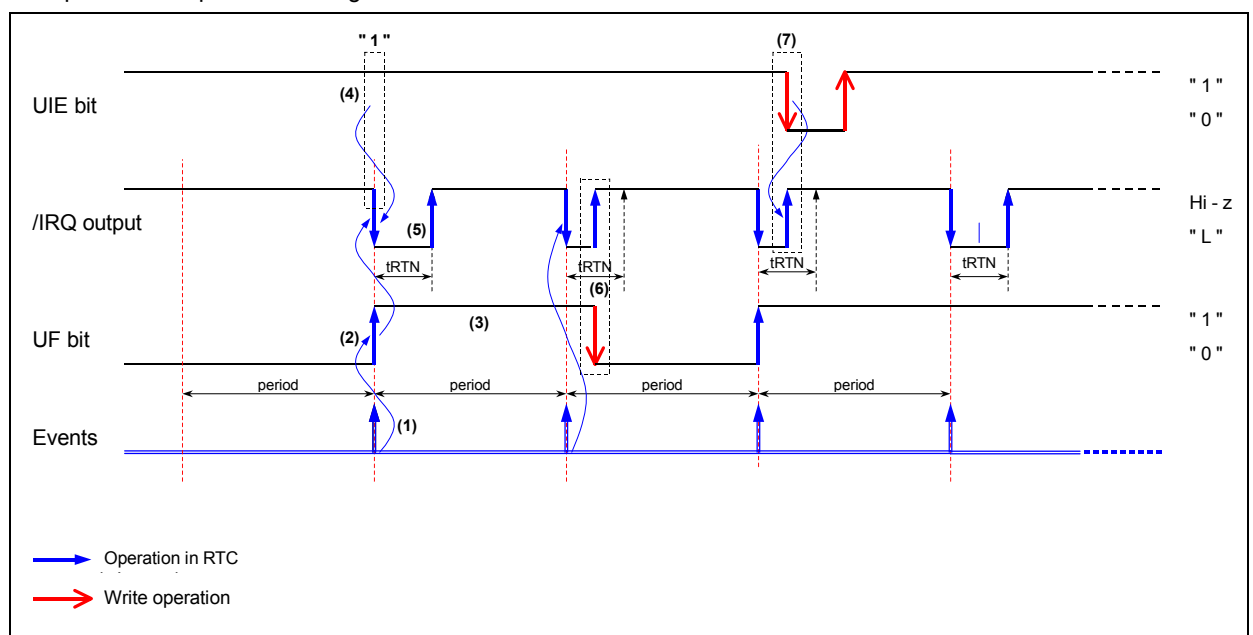 " 1 "
(7)
(4)
UIE bit
" 1 "
" 0 "
/IRQ output
(5)
Hi - z
" L "
tRTN
tRTN
tRTN
tRTN
(6)
(2)
(3)
UF bit
" 1 "
" 0 "
period
period
period
period
(1)
Events
Operation in RTC
Write operation